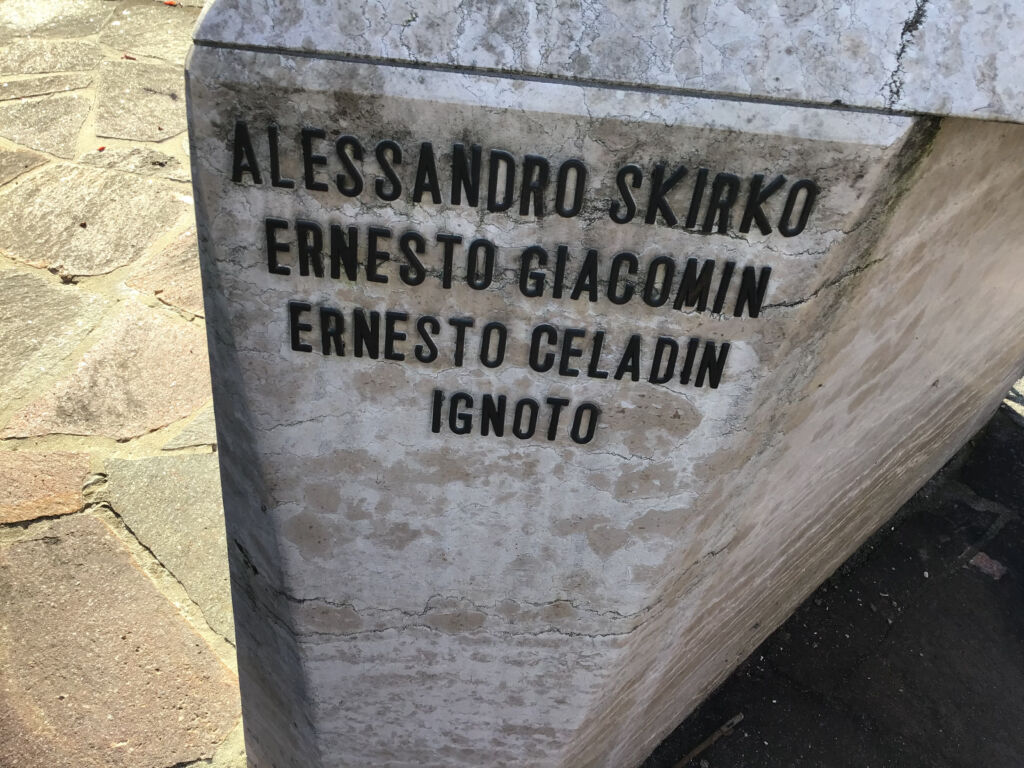 ALESSANDRO SKIRKO
ERNESTO GIACOMIN
ERNESTO CELADIN
IGNOTO